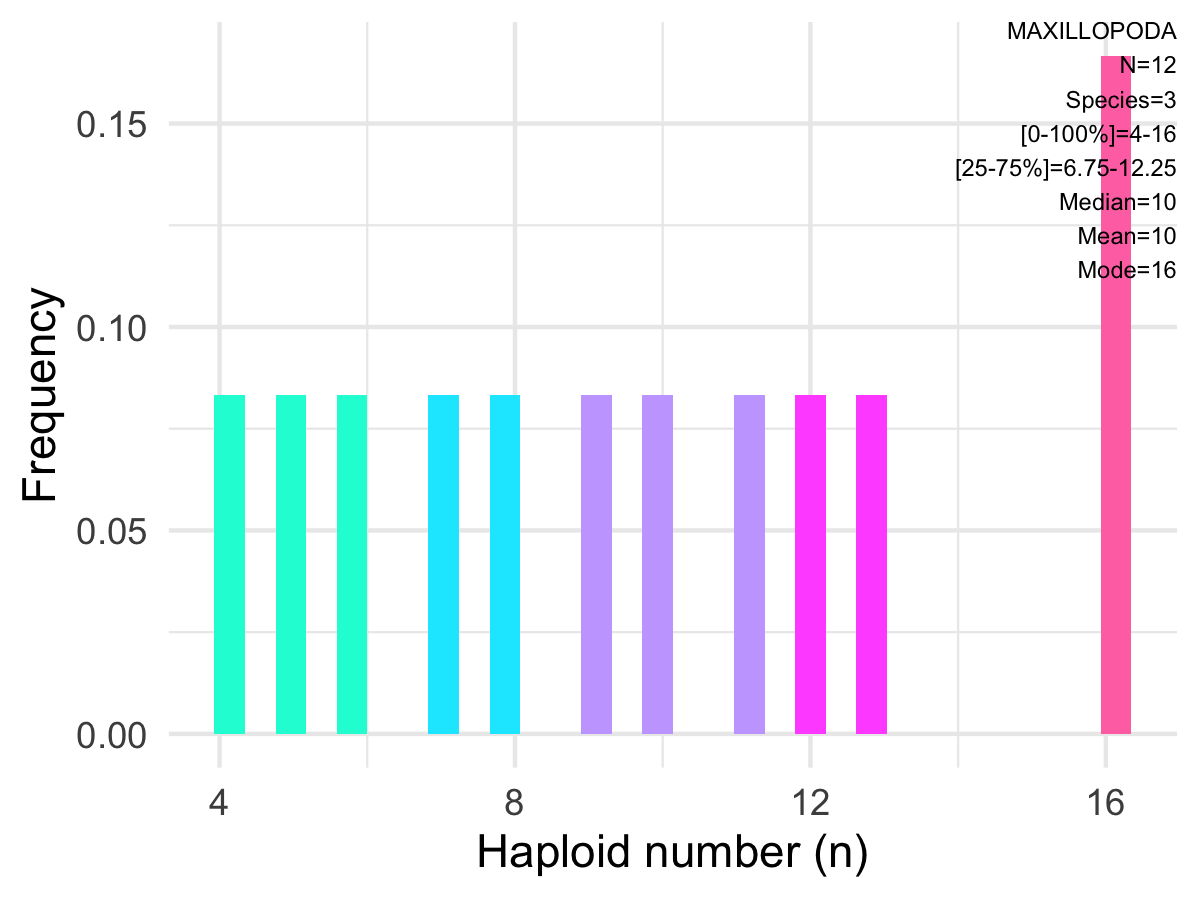 MAXILLOPODA
N=12
Species=3
[0-100%]=4-16
[25-75%]=6.75-12.25
Median=10
Mean=10
Mode=16
0.15
0.10
0.05
0.00
Frequency
4 8 12 16
Haploid number (n)